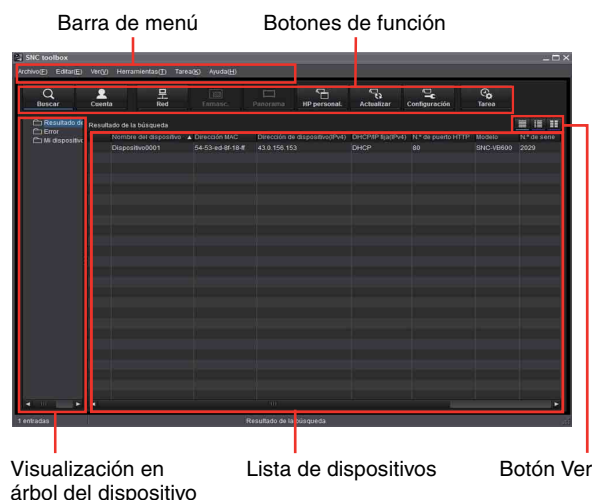 Barra de menú
Botones de función
SNC toolbox
Archivo(F) Editar(E) Ver(V) Herramientas(T) Tarea(K) Ayuda(H)
Buscar Cuenta Red Enmasc. Panorama HP personal. Actualizar Configuración Tarea
Resultado de
Error
Mi dispositivo
Resultado de la búsqueda
Nombre del dispositivo Dirección MAC Dirección de dispositivo(IPv4) DHCP/IP fija(IPv4) N.º de puerto HTTP Modelo N.º de serie
Dispositivo0001 54-53-ed-8f-18-ff 43.0.156.153 DHCP 80 SNC-VB600 2029
1 entradas
Resultado de la búsqueda
Visualización en
árbol del dispositivo
Lista de dispositivos
Botón Ver